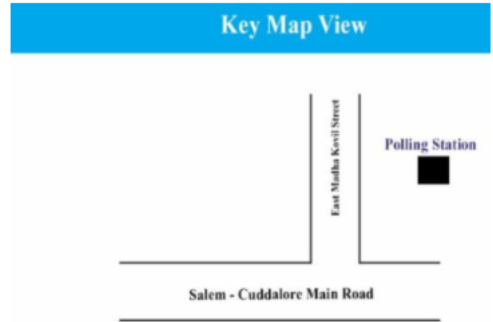 Key Map View
East Madha Kovil Street
Polling Station
Salem - Cuddalore Main Road